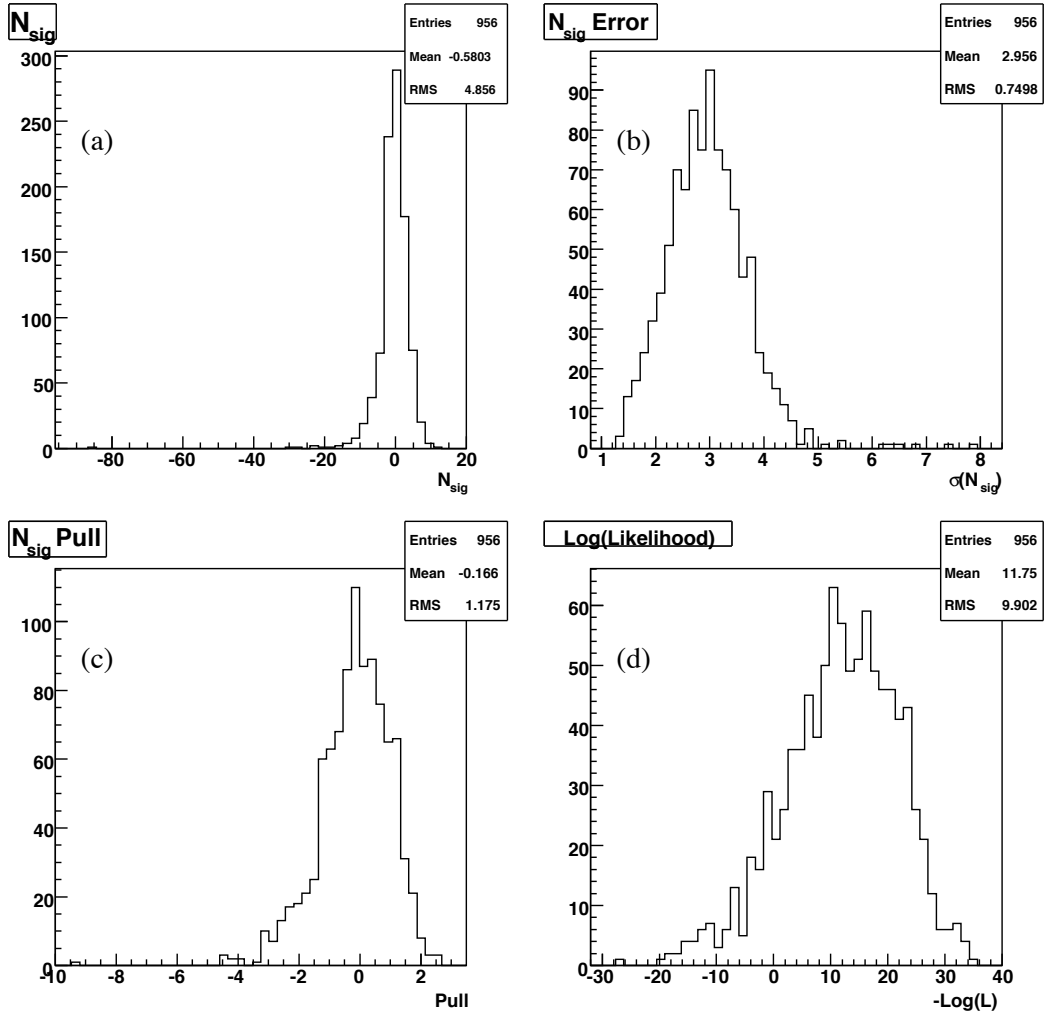 N_sig
Entries 956
Mean -0.5803
RMS 4.856
(a)
300
250
200
150
100
50
0
-80 -60 -40 -20 0 20
N_sig
N_sig Error
Entries 956
Mean 2.956
RMS 0.7498
(b)
90
80
70
60
50
40
30
20
10
0
1 2 3 4 5 6 7 8
σ(N_sig)
N_sig Pull
Entries 956
Mean -0.166
RMS 1.175
(c)
100
80
60
40
20
0
-10 -8 -6 -4 -2 0 2
Pull
Log(Likelihood)
Entries 956
Mean 11.75
RMS 9.902
(d)
60
50
40
30
20
10
0
-30 -20 -10 0 10 20 30 40
-Log(L)